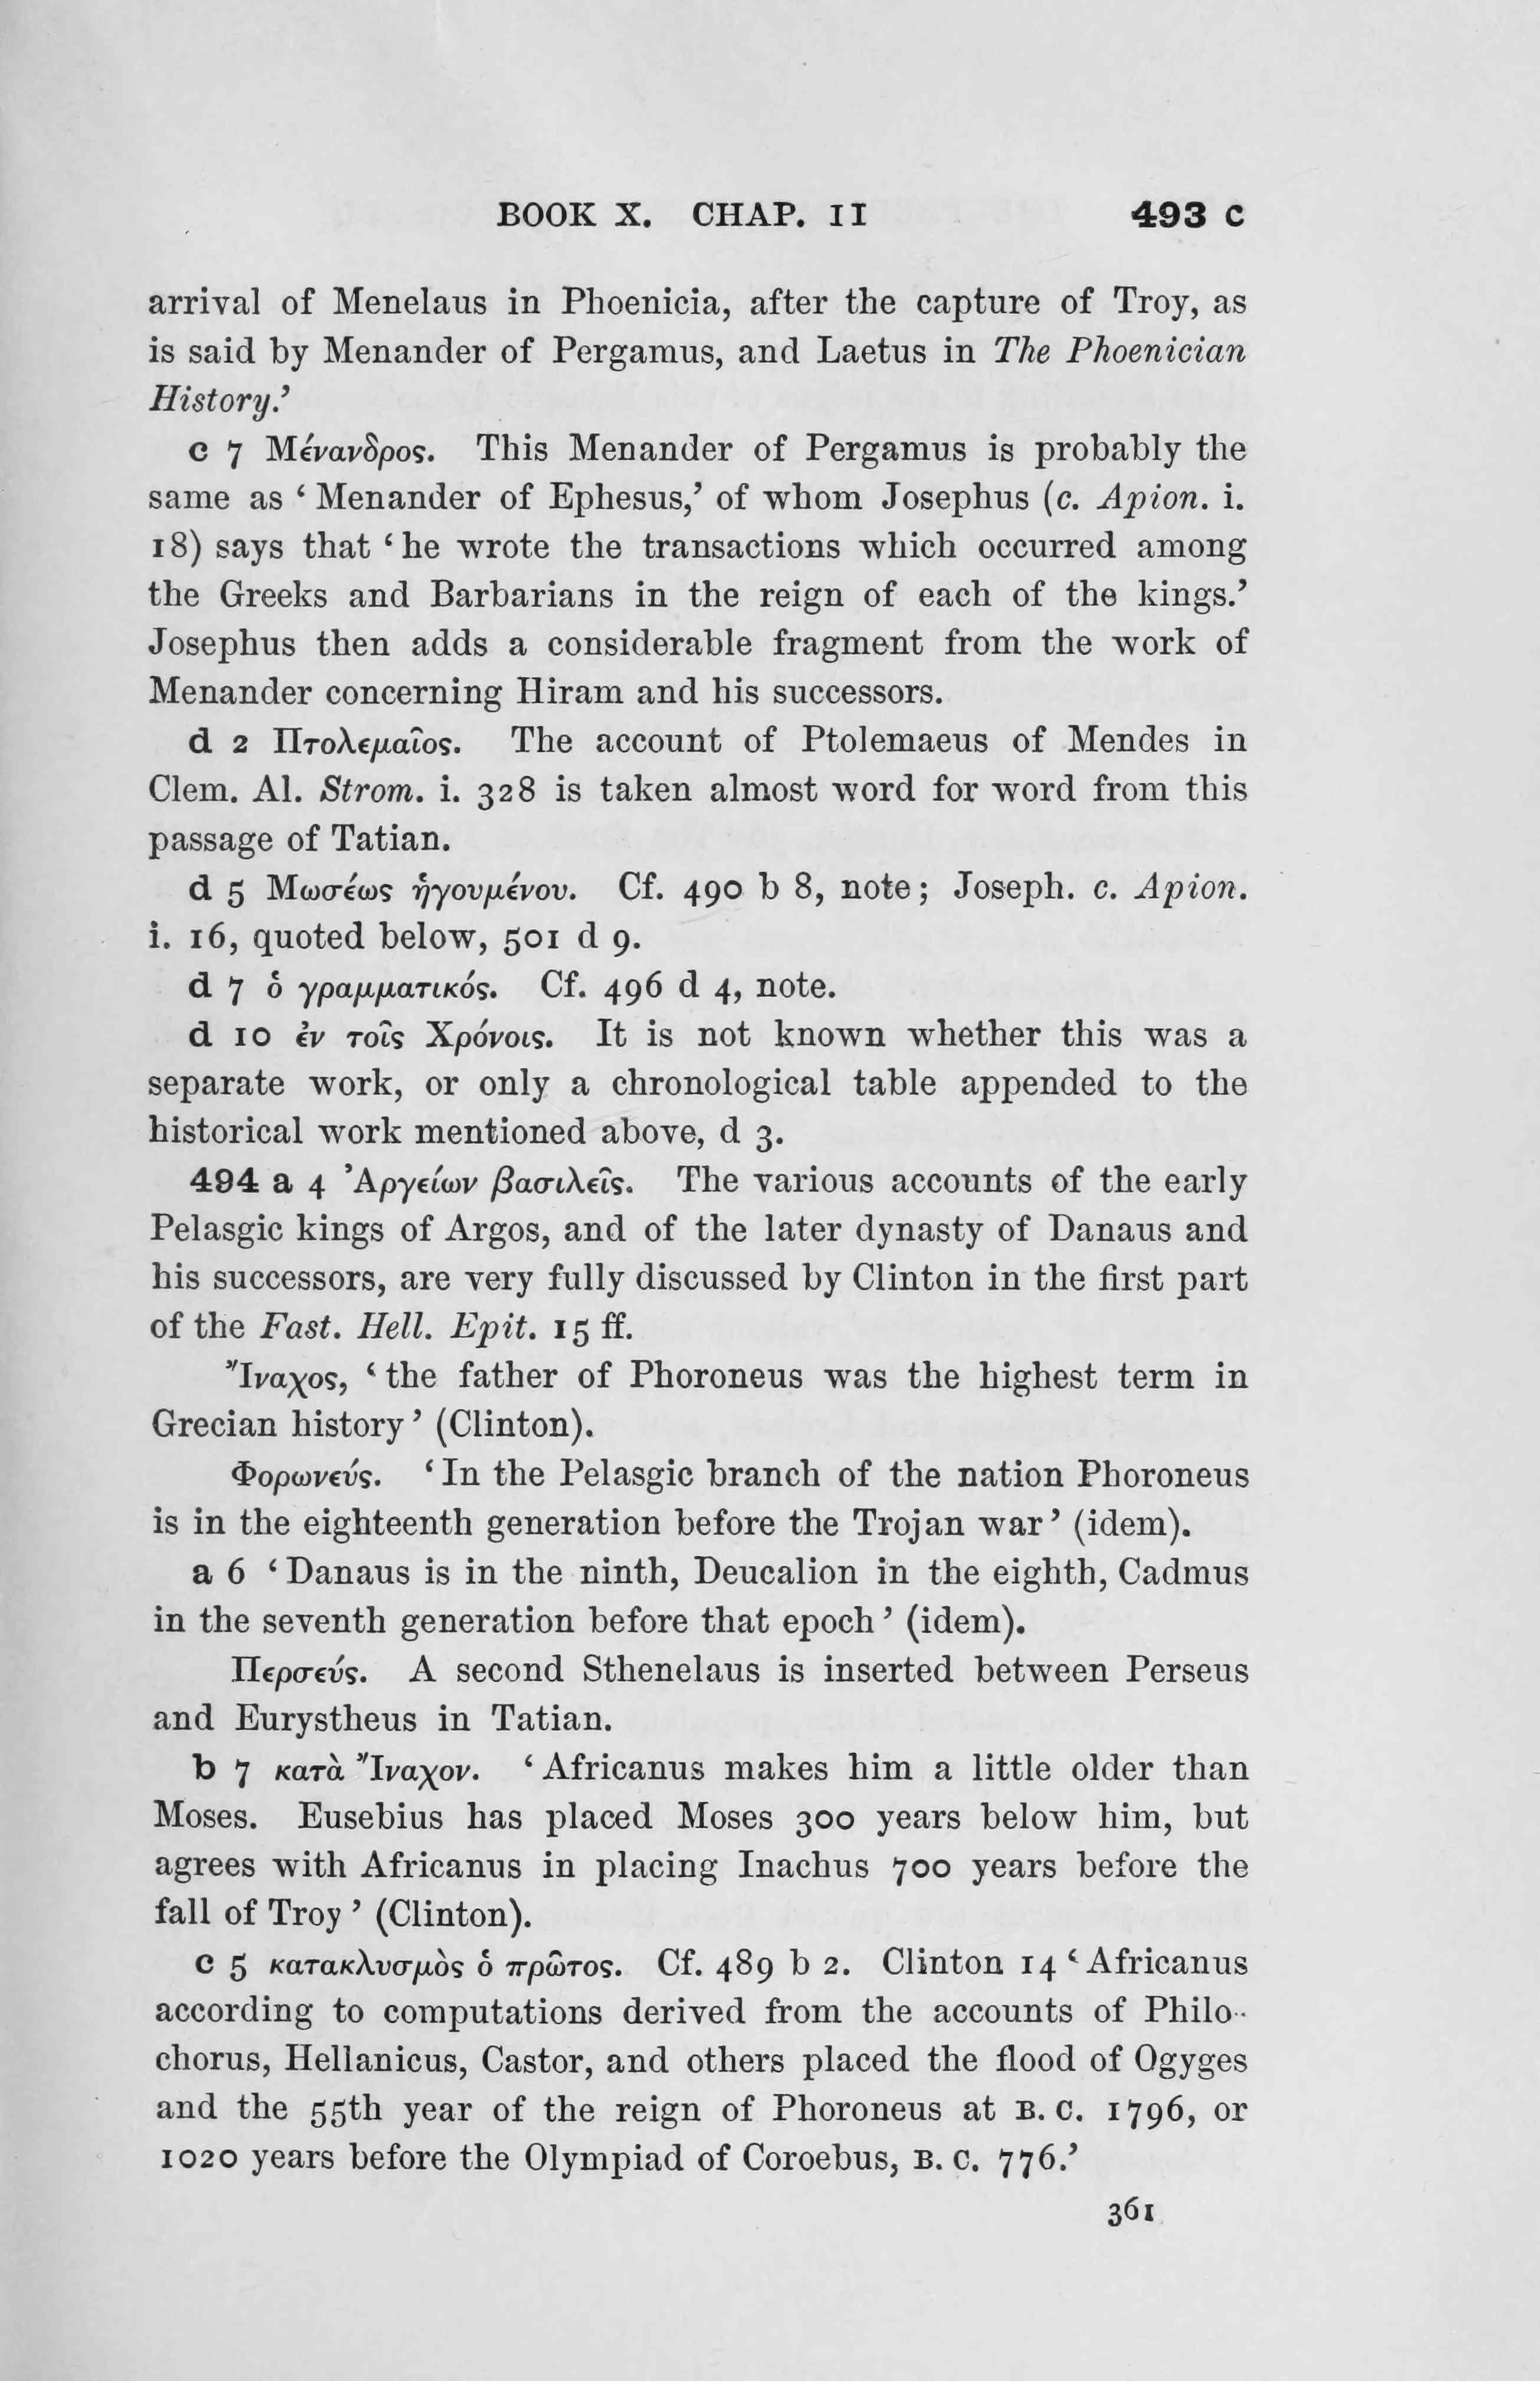 BOOK X. CHAP. 11 493 c
arrival of Menelaus in Phoenicia, after the capture of Troy, as
is said by Menander of Pergamus, and Laetus in The Phoenician
History.’
c 7 Μένανδρος. This Menander of Pergamus is probably the
same as ‘Menander of Ephesus,’ of whom Josephus (c. Apion. i.
18) says that ‘he wrote the transactions which occurred among
the Greeks and Barbarians in the reign of each of the kings.’
Josephus then adds a considerable fragment from the work of
Menander concerning Hiram and his successors.
d 2 Πτολεμαῖος. The account of Ptolemaeus of Mendes in
Clem. Al. Strom. i. 328 is taken almost word for word from this
passage of Tatian.
d 5 Μωσέως ἡγουμένου. Cf. 490 b 8, note; Joseph. c. Apion.
i. 16, quoted below, 501 d 9.
d 7 ὁ γραμματικός. Cf. 496 d 4, note.
d 10 ἐν τοῖς Χρόνοις. It is not known whether this was a
separate work, or only a chronological table appended to the
historical work mentioned above, d 3.
494 a 4 Ἀργείων βασιλεῖς. The various accounts of the early
Pelasgic kings of Argos, and of the later dynasty of Danaus and
his successors, are very fully discussed by Clinton in the first part
of the Fast. Hell. Epit. 15 ff.
Ἴναχος, ‘the father of Phoroneus was the highest term in
Grecian history’ (Clinton).
Φορωνεύς. ‘In the Pelasgic branch of the nation Phoroneus
is in the eighteenth generation before the Trojan war’ (idem).
a 6 ‘Danaus is in the ninth, Deucalion in the eighth, Cadmus
in the seventh generation before that epoch’ (idem).
Περσεύς. A second Sthenelaus is inserted between Perseus
and Eurystheus in Tatian.
b 7 κατὰ Ἴναχον. ‘Africanus makes him a little older than
Moses. Eusebius has placed Moses 300 years below him, but
agrees with Africanus in placing Inachus 700 years before the
fall of Troy’ (Clinton).
c 5 κατακλυσμὸς ὁ πρῶτος. Cf. 489 b 2. Clinton 14 ‘Africanus
according to computations derived from the accounts of Philo-
chorus, Hellanicus, Castor, and others placed the flood of Ogyges
and the 55th year of the reign of Phoroneus at B. C. 1796, or
1020 years before the Olympiad of Coroebus, B. C. 776.’
361